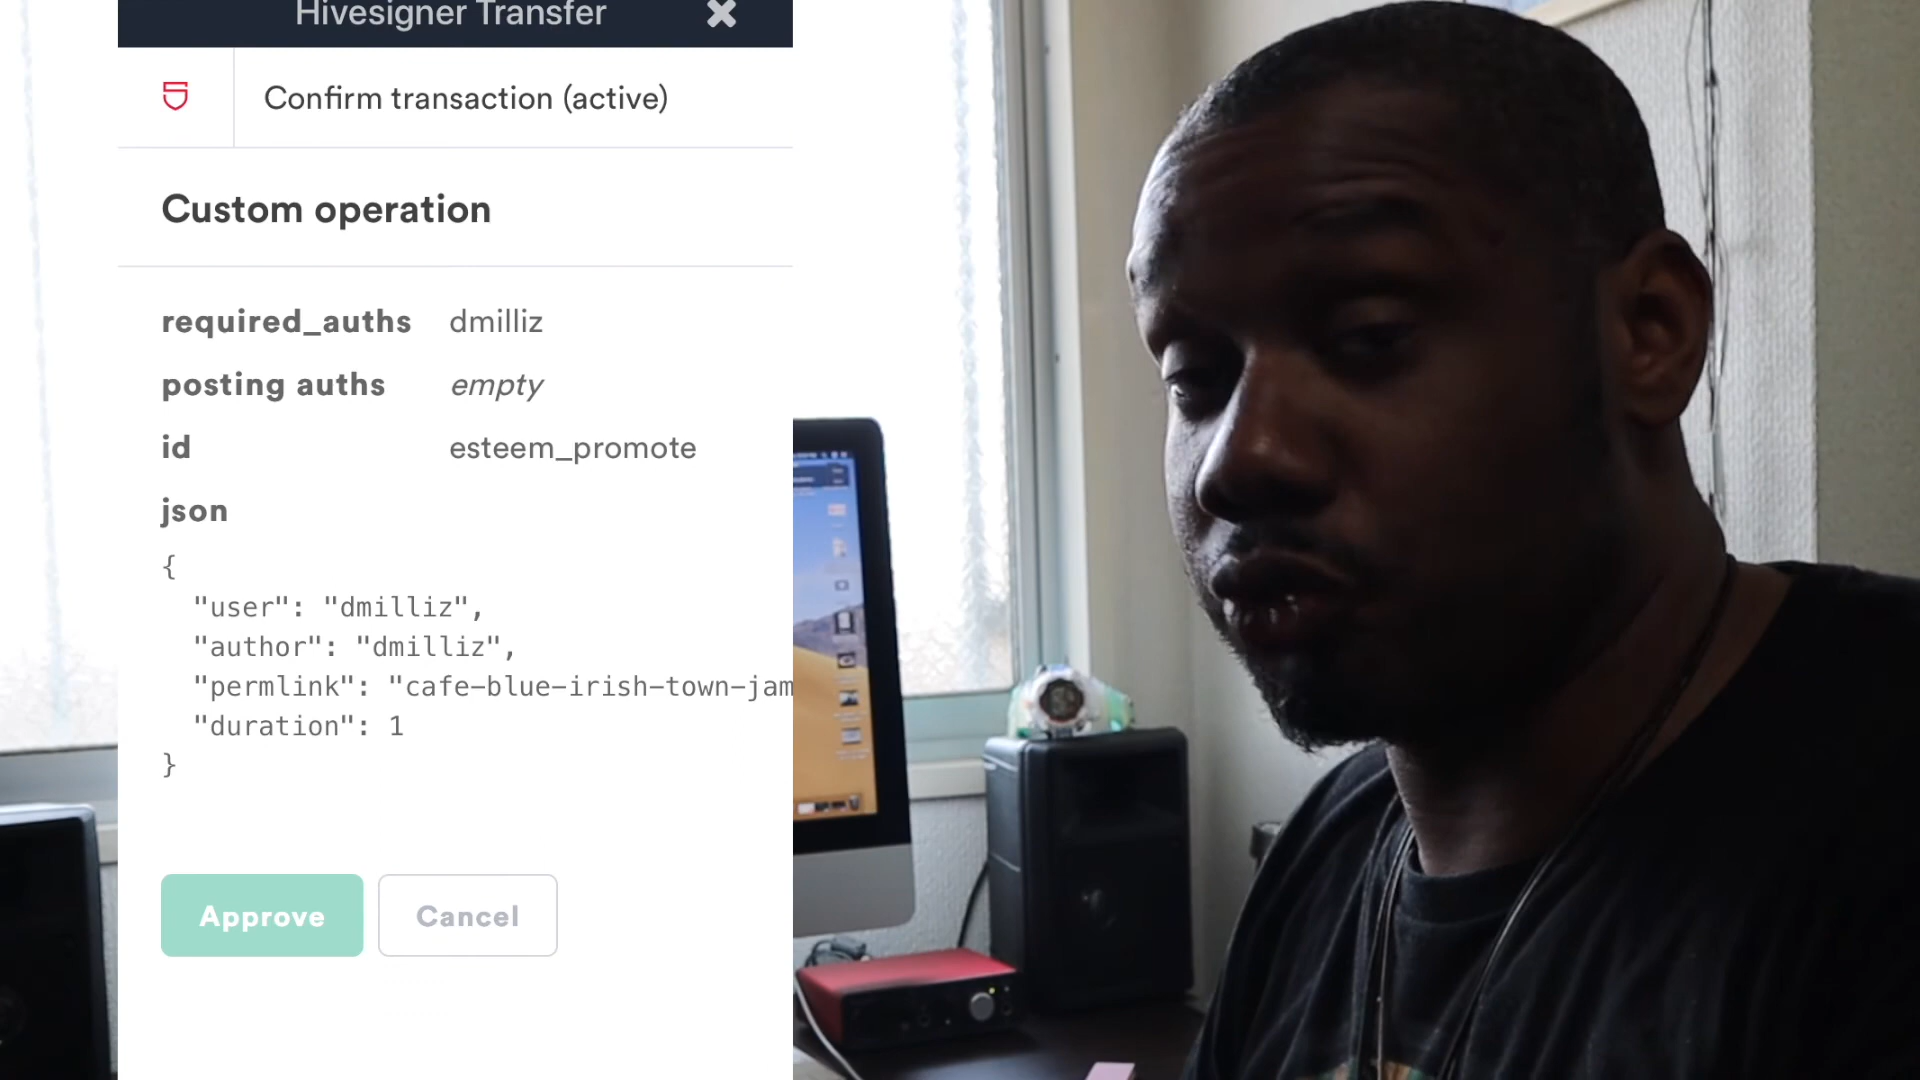 Hivesigner Transfer
Confirm transaction (active)
Custom operation
required_auths dmilliz
posting auths empty
id esteem_promote
json
{
"user": "dmilliz",
"author": "dmilliz",
"permlink": "cafe-blue-irish-town-jam
"duration": 1
}
Approve Cancel